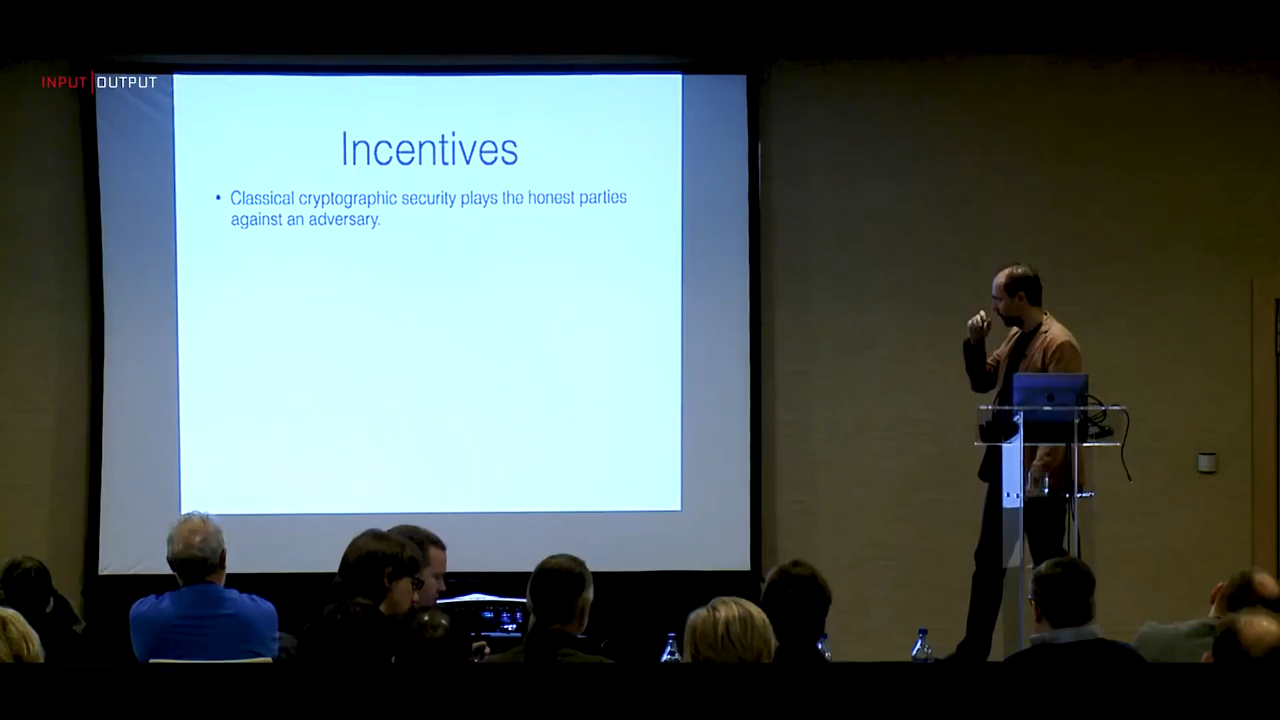 INPUT|OUTPUT
Incentives
• Classical cryptographic security plays the honest parties
against an adversary.